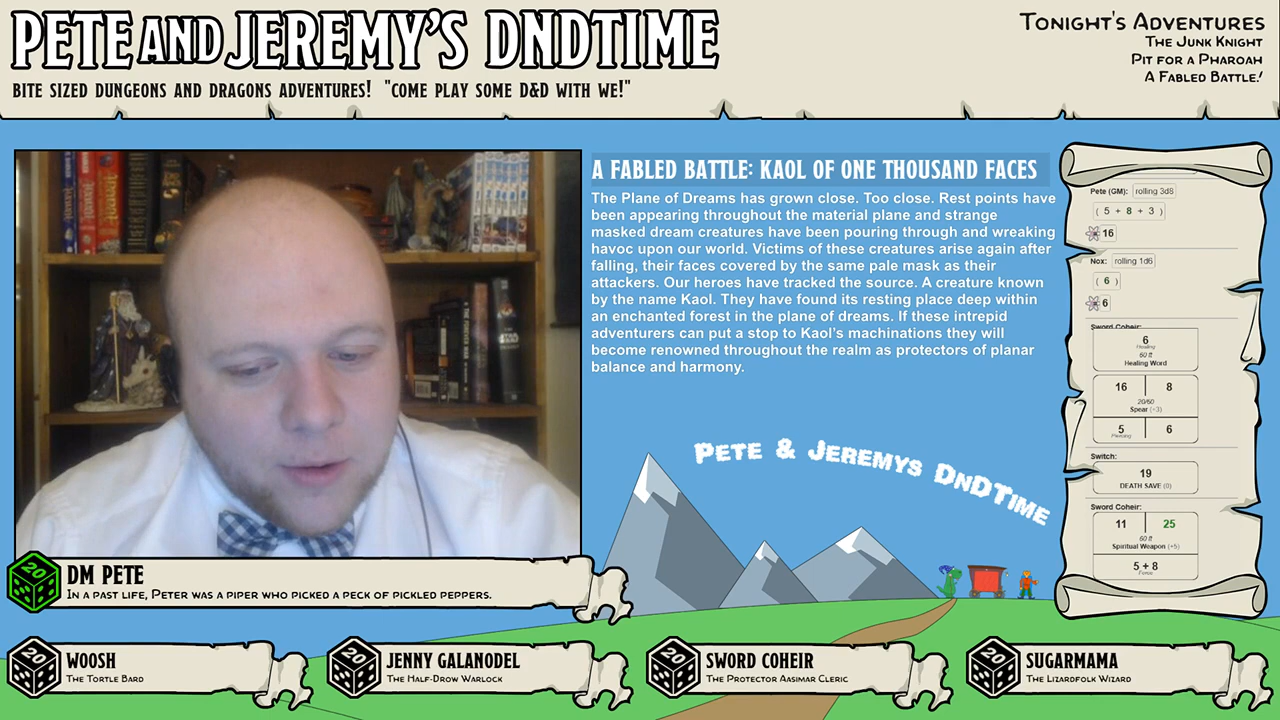 PETE AND JEREMY'S DNDTIME
BITE SIZED DUNGEONS AND DRAGONS ADVENTURES! "COME PLAY SOME D&D WITH WE!"
TONIGHT'S ADVENTURES
THE JUNK KNIGHT
PIT FOR A PHAROAH
A FABLED BATTLE!
A FABLED BATTLE: KAOL OF ONE THOUSAND FACES
The Plane of Dreams has grown close. Too close. Rest points have
been appearing throughout the material plane and strange
masked dream creatures have been pouring through and wreaking
havoc upon our world. Victims of these creatures arise again after
falling, their faces covered by the same pale mask as their
attackers. Our heroes have tracked the source. A creature known
by the name Kaol. They have found its resting place deep within
an enchanted forest in the plane of dreams. If these intrepid
adventurers can put a stop to Kaol's machinations they will
become renowned throughout the realm as protectors of planar
balance and harmony.
PETE & JEREMYS DNDTIME
Pete (GM): rolling 3d8
( 5 + 8 + 3 )
16
Nox: rolling 1d6
( 6 )
6
Sword Coheir:
6
Healing
60 ft
Healing Word
16 8
20/60
Spear (+3)
5 6
Piercing
Switch:
19
DEATH SAVE (0)
Sword Coheir:
11 25
60 ft
Spiritual Weapon (+5)
5 + 8
Force
20
DM PETE
IN A PAST LIFE, PETER WAS A PIPER WHO PICKED A PECK OF PICKLED PEPPERS.
20
WOOSH
THE TORTLE BARD
20
JENNY GALANODEL
THE HALF-DROW WARLOCK
20
SWORD COHEIR
THE PROTECTOR AASIMAR CLERIC
20
SUGARMAMA
THE LIZARDFOLK WIZARD